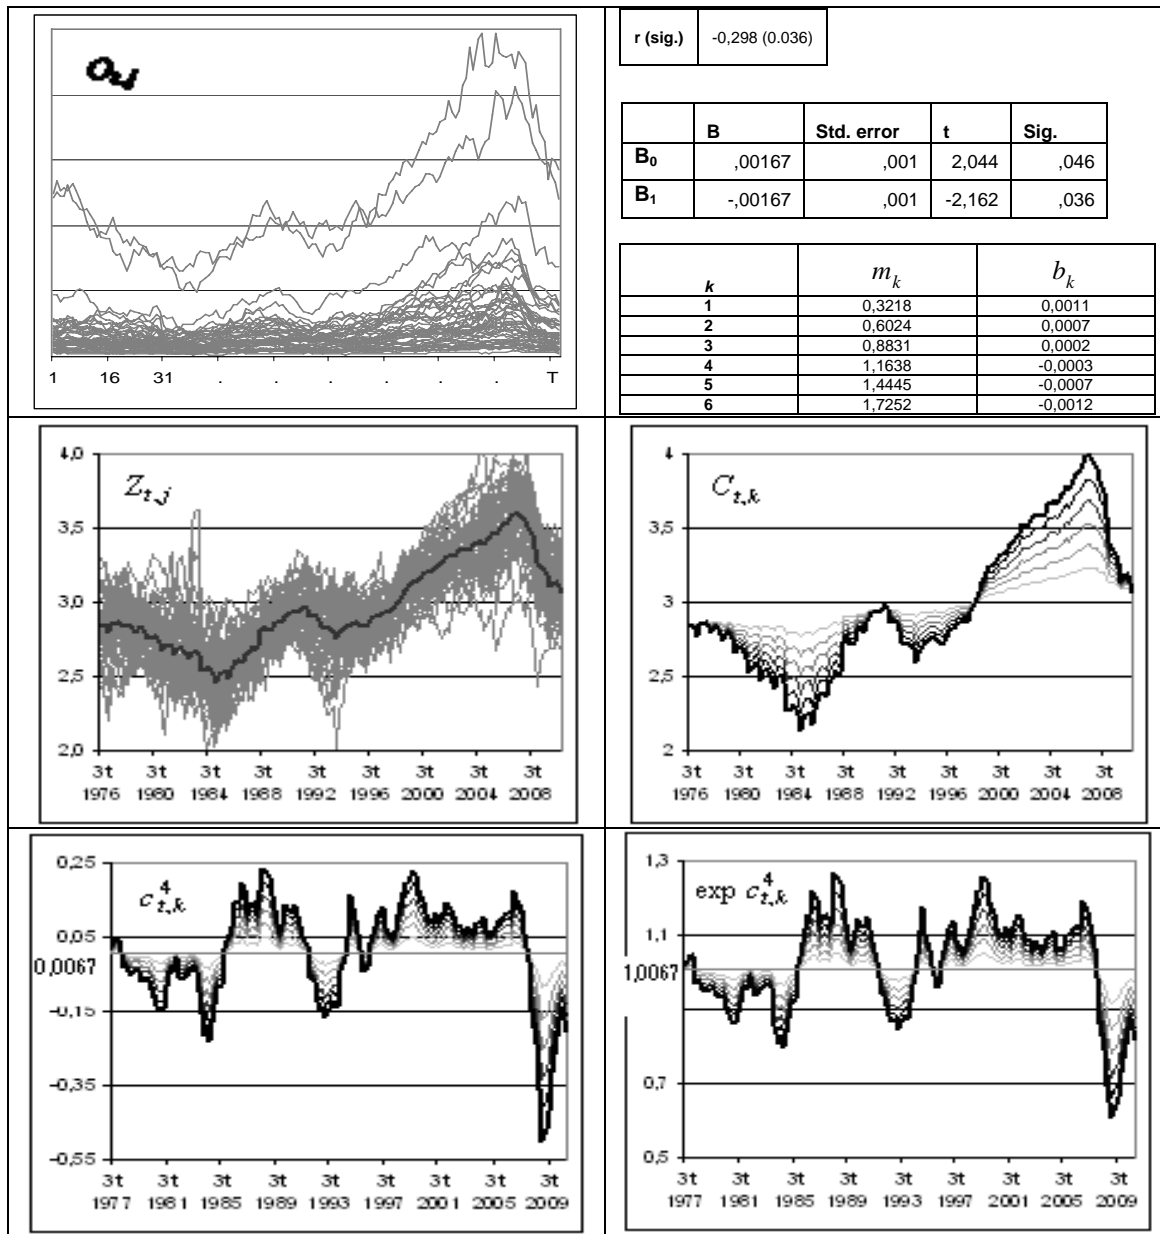 O t,j
1 16 31 . . . . . . T
r (sig.) -0,298 (0.036)
B Std. error t Sig.
B₀ ,00167 ,001 2,044 ,046
B₁ -,00167 ,001 -2,162 ,036
k m_k b_k
1 0,3218 0,0011
2 0,6024 0,0007
3 0,8831 0,0002
4 1,1638 -0,0003
5 1,4445 -0,0007
6 1,7252 -0,0012
Z t,j
4,0
3,5
3,0
2,5
2,0
3t 3t 3t 3t 3t 3t 3t 3t 3t
1976 1980 1984 1988 1992 1996 2000 2004 2008
C t,k
4
3,5
3
2,5
2
3t 3t 3t 3t 3t 3t 3t 3t 3t
1976 1980 1984 1988 1992 1996 2000 2004 2008
c⁴ t,k
0,25
0,05
0,0067
-0,15
-0,35
-0,55
3t 3t 3t 3t 3t 3t 3t 3t 3t
1977 1981 1985 1989 1993 1997 2001 2005 2009
exp c⁴ t,k
1,3
1,1
1,0067
0,7
0,5
3t 3t 3t 3t 3t 3t 3t 3t 3t
1977 1981 1985 1989 1993 1997 2001 2005 2009